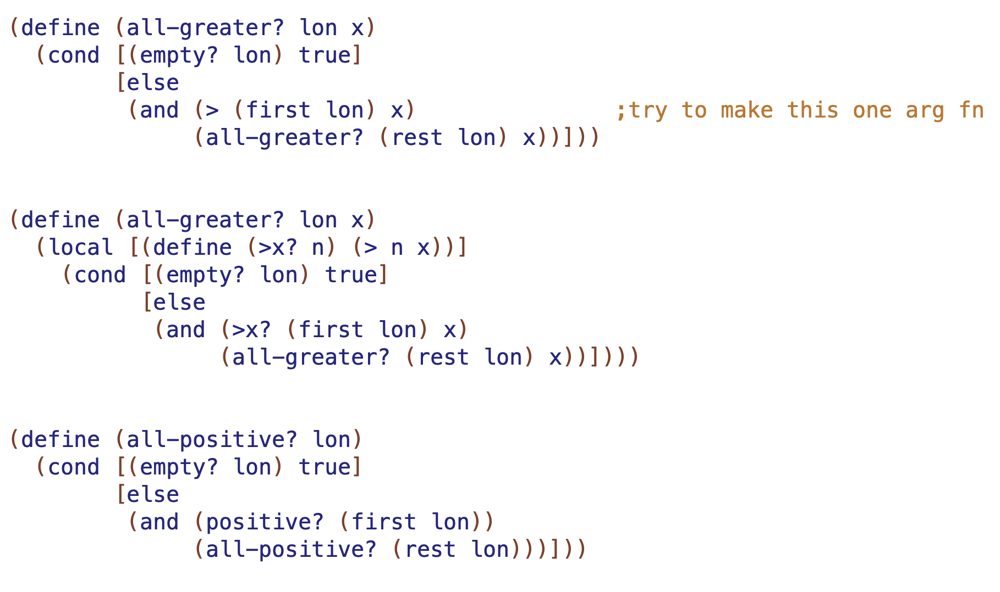 (define (all-greater? lon x)
  (cond [(empty? lon) true]
        [else
         (and (> (first lon) x)               ;try to make this one arg fn
              (all-greater? (rest lon) x))]))
(define (all-greater? lon x)
  (local [(define (>x? n) (> n x))]
    (cond [(empty? lon) true]
          [else
           (and (>x? (first lon) x)
                (all-greater? (rest lon) x))])))
(define (all-positive? lon)
  (cond [(empty? lon) true]
        [else
         (and (positive? (first lon))
              (all-positive? (rest lon)))]))